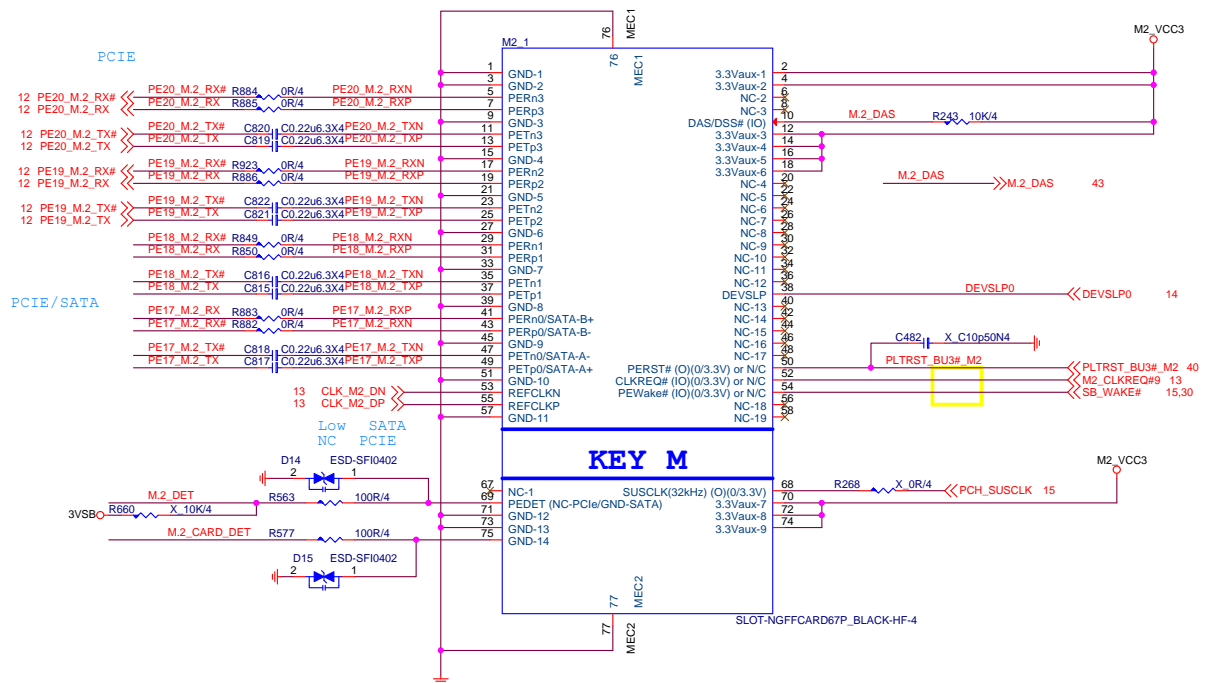 MEC1
76
M2_1
76
MEC1
M2_VCC3
PCIE
1 GND-1 3.3Vaux-1 2
3 GND-2 3.3Vaux-2 4
12 PE20_M.2_RX# PE20_M.2_RX# R884 0R/4 PE20_M.2_RXN 5 PERn3 NC-2 6
12 PE20_M.2_RX PE20_M.2_RX R885 0R/4 PE20_M.2_RXP 7 PERp3 NC-3 8
9 GND-3 DAS/DSS# (IO) 10 M.2_DAS R243 10K/4
12 PE20_M.2_TX# PE20_M.2_TX# C820 C0.22u6.3X4 PE20_M.2_TXN 11 PETn3 3.3Vaux-3 12
12 PE20_M.2_TX PE20_M.2_TX C819 C0.22u6.3X4 PE20_M.2_TXP 13 PETp3 3.3Vaux-4 14
15 GND-4 3.3Vaux-5 16
12 PE19_M.2_RX# PE19_M.2_RX# R923 0R/4 PE19_M.2_RXN 17 PERn2 3.3Vaux-6 18
12 PE19_M.2_RX PE19_M.2_RX R886 0R/4 PE19_M.2_RXP 19 PERp2 NC-4 20 M.2_DAS M.2_DAS 43
21 GND-5 NC-5 22
12 PE19_M.2_TX# PE19_M.2_TX# C822 C0.22u6.3X4 PE19_M.2_TXN 23 PETn2 NC-6 24
12 PE19_M.2_TX PE19_M.2_TX C821 C0.22u6.3X4 PE19_M.2_TXP 25 PETp2 NC-7 26
27 GND-6 NC-8 28
PE18_M.2_RX# R849 0R/4 PE18_M.2_RXN 29 PERn1 NC-9 30
PE18_M.2_RX R850 0R/4 PE18_M.2_RXP 31 PERp1 NC-10 32
33 GND-7 NC-11 34
PE18_M.2_TX# C816 C0.22u6.3X4 PE18_M.2_TXN 35 PETn1 NC-12 36
PE18_M.2_TX C815 C0.22u6.3X4 PE18_M.2_TXP 37 PETp1 DEVSLP 38 DEVSLP0 DEVSLP0 14
PCIE/SATA
39 GND-8 NC-13 40
PE17_M.2_RX R883 0R/4 PE17_M.2_RXP 41 PERn0/SATA-B+ NC-14 42
PE17_M.2_RX# R882 0R/4 PE17_M.2_RXN 43 PERp0/SATA-B- NC-15 44
45 GND-9 NC-16 46 C482 X_C10p50N4
PE17_M.2_TX# C818 C0.22u6.3X4 PE17_M.2_TXN 47 PETn0/SATA-A- NC-17 48
PE17_M.2_TX C817 C0.22u6.3X4 PE17_M.2_TXP 49 PETp0/SATA-A+ PERST# (O)(0/3.3V) or N/C 50 PLTRST_BU3#_M2 PLTRST_BU3#_M2 40
51 GND-10 CLKREQ# (IO)(0/3.3V) or N/C 52 M2_CLKREQ#9 13
13 CLK_M2_DN 53 REFCLKN PEWake# (IO)(0/3.3V) or N/C 54 SB_WAKE# 15,30
13 CLK_M2_DP 55 REFCLKP NC-18 56
57 GND-11 NC-19 58
Low SATA
NC PCIE
KEY M
D14 ESD-SFI0402
2 1
M2_VCC3
67 NC-1 SUSCLK(32kHz) (O)(0/3.3V) 68 R268 X_0R/4 PCH_SUSCLK 15
M.2_DET R563 100R/4 69 PEDET (NC-PCIe/GND-SATA) 3.3Vaux-7 70
3VSB R660 X_10K/4 71 GND-12 3.3Vaux-8 72
73 GND-13 3.3Vaux-9 74
M.2_CARD_DET R577 100R/4 75 GND-14
D15 ESD-SFI0402
2 1
77
MEC2
77
MEC2
SLOT-NGFFCARD67P_BLACK-HF-4